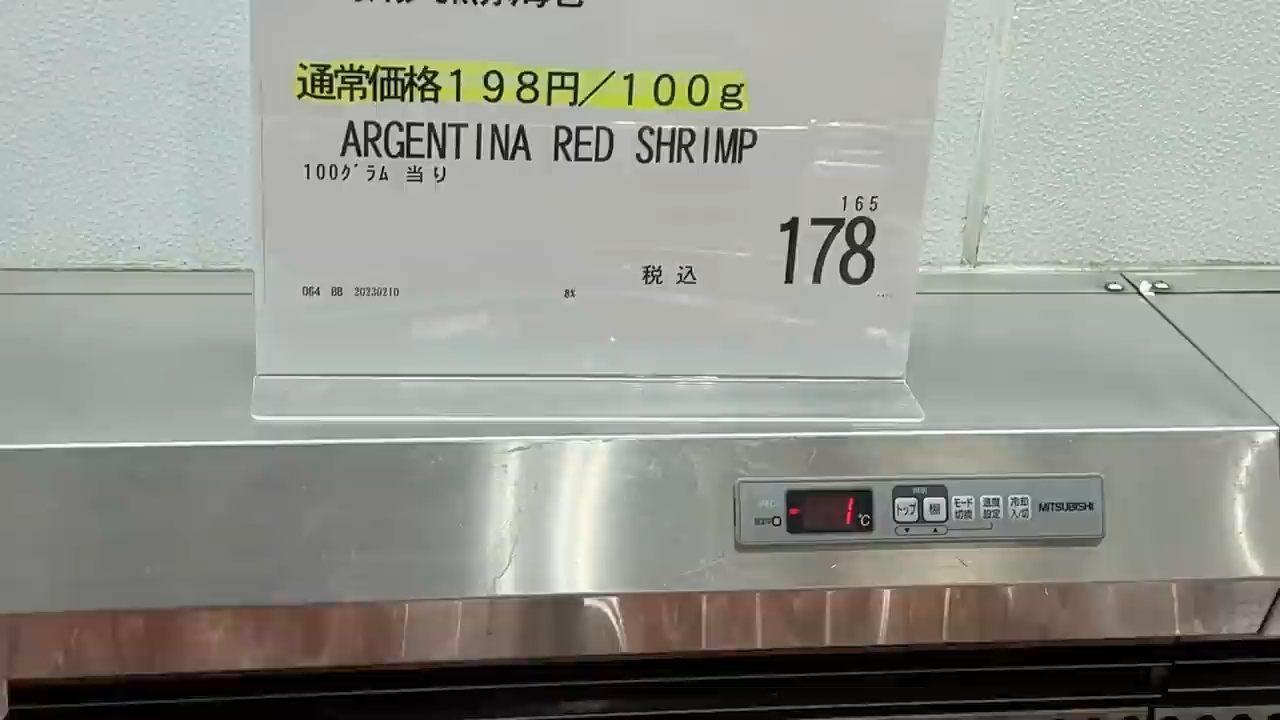 通常価格198円/100g
ARGENTINA RED SHRIMP
100グラム 当り
165
178
税込
064 BB 20230210
8%
1℃
トップ
棚
モード切換
温度設定
冷却入/切
MITSUBISHI